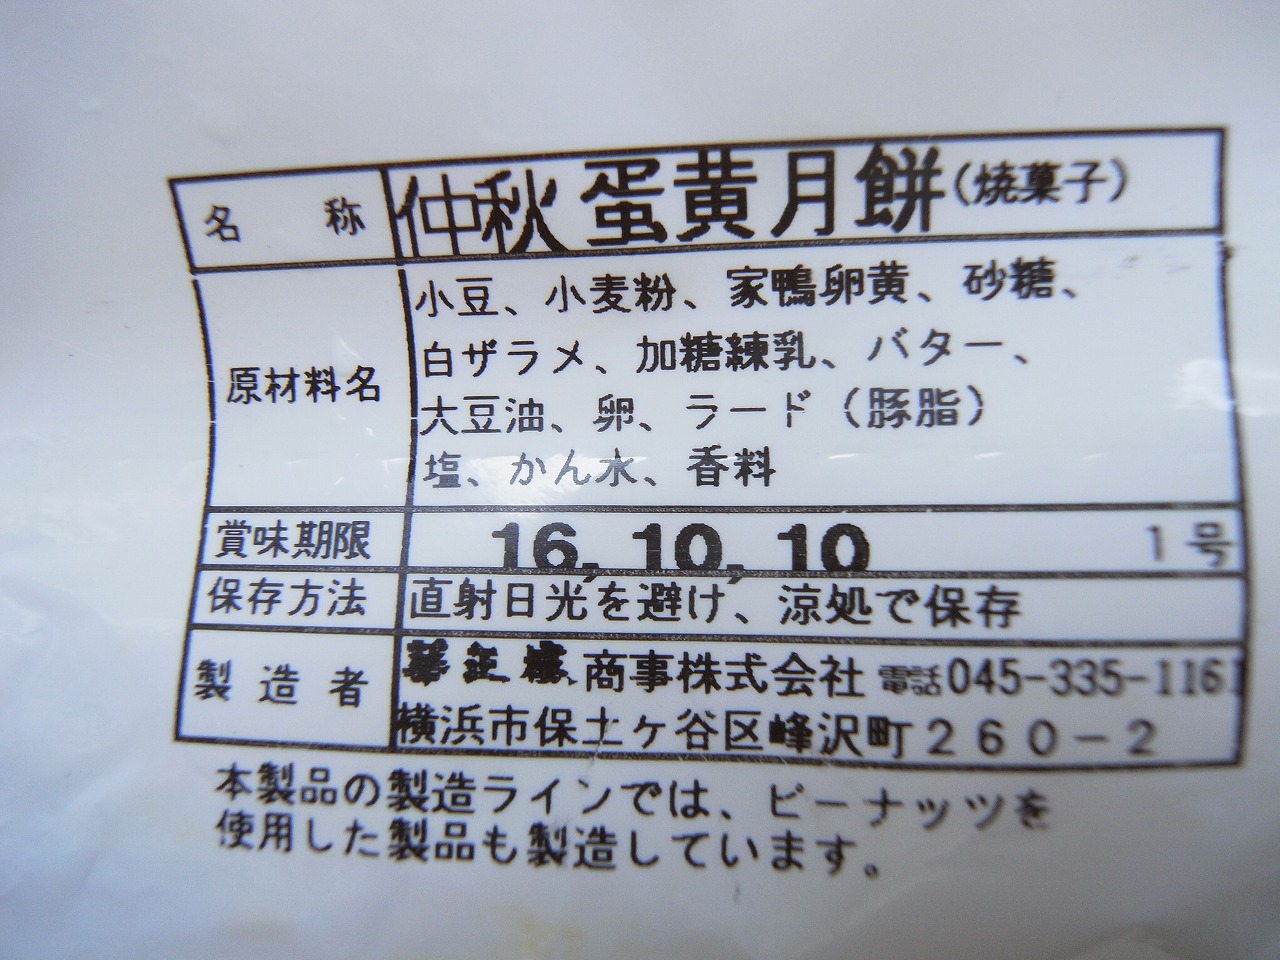 名称 仲秋 蛋黄月餅(焼菓子)
原材料名 小豆、小麦粉、家鴨卵黄、砂糖、
白ザラメ、加糖練乳、バター、
大豆油、卵、ラード(豚脂)
塩、かん水、香料
賞味期限 16, 10, 10 1号
保存方法 直射日光を避け、涼処で保存
製造者 商事株式会社 電話045-335-1161
横浜市保土ヶ谷区峰沢町260-2
本製品の製造ラインでは、ピーナッツを
使用した製品も製造しています。